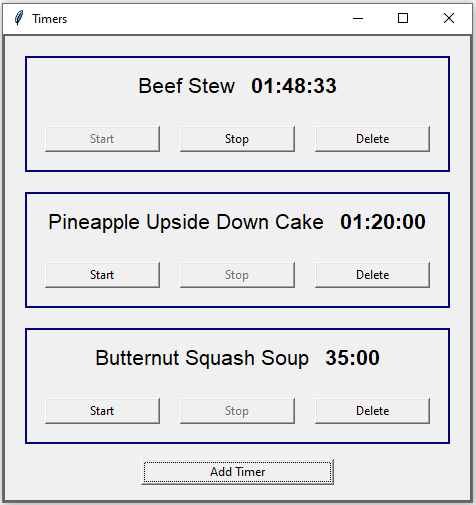 Timers
Beef Stew 01:48:33
Start Stop Delete
Pineapple Upside Down Cake 01:20:00
Start Stop Delete
Butternut Squash Soup 35:00
Start Stop Delete
Add Timer